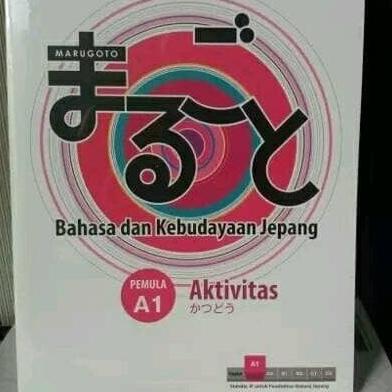 MARUGOTO
まるごと
Bahasa dan Kebudayaan Jepang
PEMULA
A1
Aktivitas
かつどう
A1